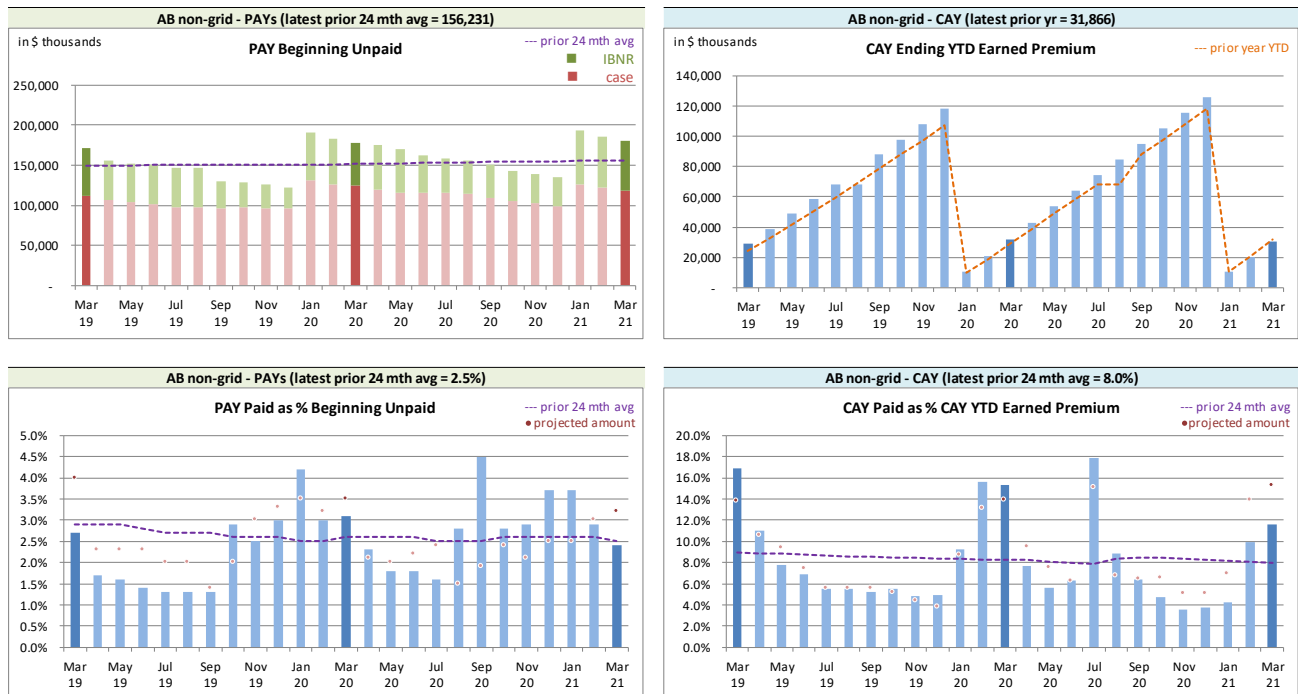 AB non-grid - PAYs (latest prior 24 mth avg = 156,231)
in $ thousands
PAY Beginning Unpaid
--- prior 24 mth avg
IBNR
case
250,000
200,000
150,000
100,000
50,000
-
Mar May Jul Sep Nov Jan Mar May Jul Sep Nov Jan Mar
19 19 19 19 19 20 20 20 20 20 20 21 21
AB non-grid - CAY (latest prior yr = 31,866)
in $ thousands
CAY Ending YTD Earned Premium
--- prior year YTD
140,000
120,000
100,000
80,000
60,000
40,000
20,000
-
Mar May Jul Sep Nov Jan Mar May Jul Sep Nov Jan Mar
19 19 19 19 19 20 20 20 20 20 20 21 21
AB non-grid - PAYs (latest prior 24 mth avg = 2.5%)
PAY Paid as % Beginning Unpaid
--- prior 24 mth avg
• projected amount
5.0%
4.5%
4.0%
3.5%
3.0%
2.5%
2.0%
1.5%
1.0%
0.5%
0.0%
Mar May Jul Sep Nov Jan Mar May Jul Sep Nov Jan Mar
19 19 19 19 19 20 20 20 20 20 20 21 21
AB non-grid - CAY (latest prior 24 mth avg = 8.0%)
CAY Paid as % CAY YTD Earned Premium
--- prior 24 mth avg
• projected amount
20.0%
18.0%
16.0%
14.0%
12.0%
10.0%
8.0%
6.0%
4.0%
2.0%
0.0%
Mar May Jul Sep Nov Jan Mar May Jul Sep Nov Jan Mar
19 19 19 19 19 20 20 20 20 20 20 21 21